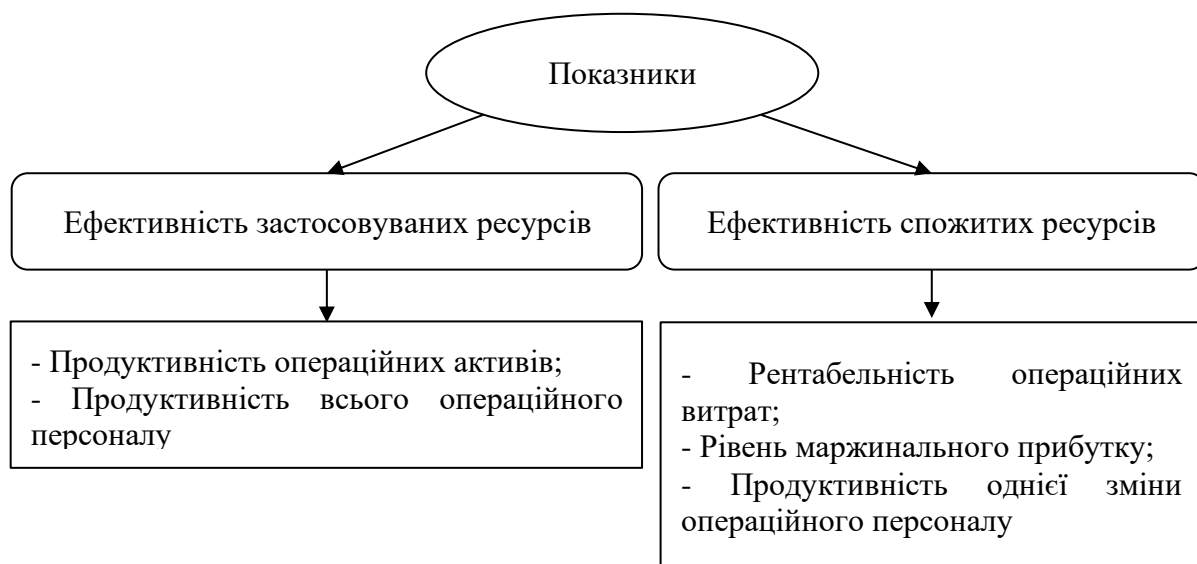 Показники
Ефективність застосовуваних ресурсів
Ефективність спожитих ресурсів
- Продуктивність операційних активів;
- Продуктивність всього операційного
персоналу
- Рентабельність операційних
витрат;
- Рівень маржинального прибутку;
- Продуктивність однієї зміни
операційного персоналу